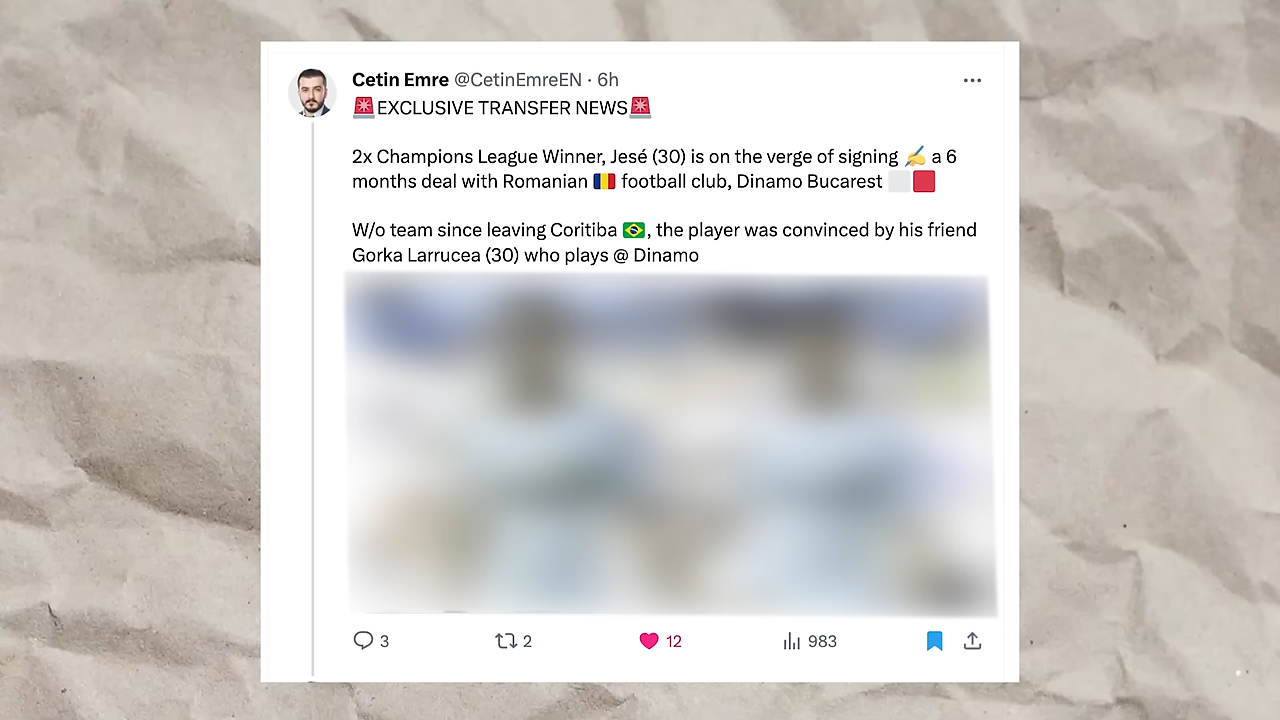 Cetin Emre @CetinEmreEN · 6h
🚨EXCLUSIVE TRANSFER NEWS🚨
2x Champions League Winner, Jesé (30) is on the verge of signing ✍️ a 6
months deal with Romanian 🇷🇴 football club, Dinamo Bucarest ⬜🟥
W/o team since leaving Coritiba 🇧🇷, the player was convinced by his friend
Gorka Larrucea (30) who plays @ Dinamo
3 2 12 983